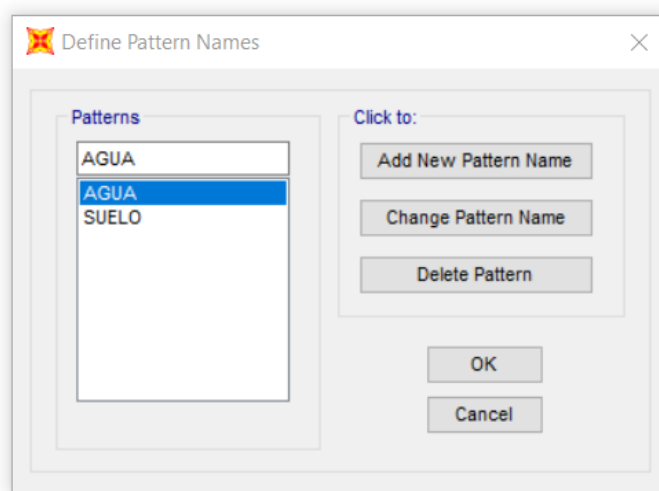 Define Pattern Names
Patterns
AGUA
AGUA
SUELO
Click to:
Add New Pattern Name
Change Pattern Name
Delete Pattern
OK
Cancel